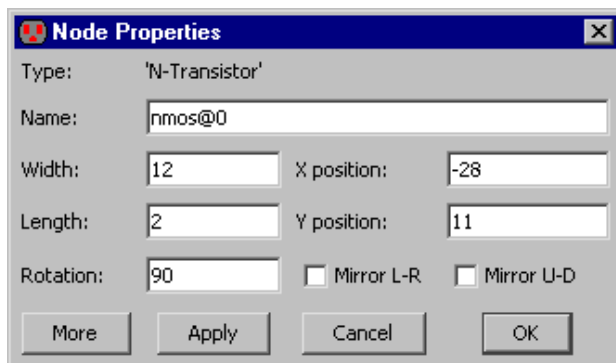 Node Properties
Type: 'N-Transistor'
Name: nmos@0
Width: 12 X position: -28
Length: 2 Y position: 11
Rotation: 90 Mirror L-R Mirror U-D
More Apply Cancel OK